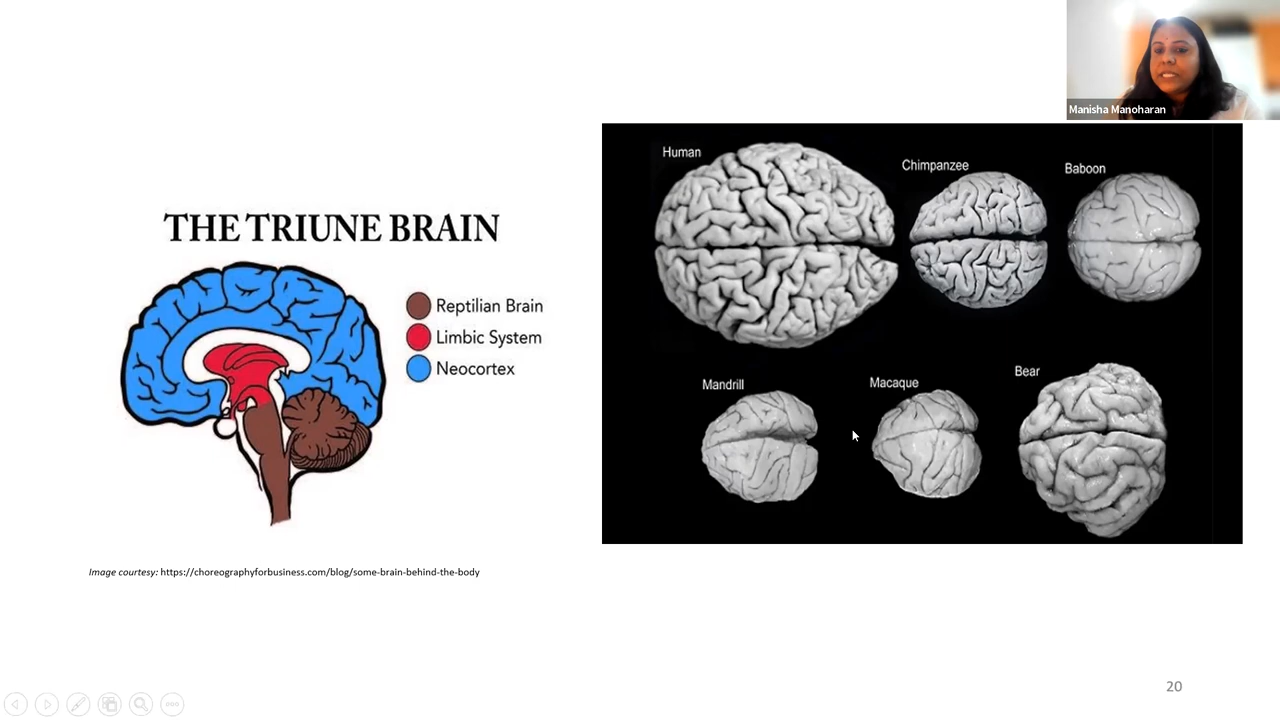 Manisha Manoharan
THE TRIUNE BRAIN
Reptilian Brain
Limbic System
Neocortex
Image courtesy: https://choreographyforbusiness.com/blog/some-brain-behind-the-body
Human
Chimpanzee
Baboon
Mandrill
Macaque
Bear
20